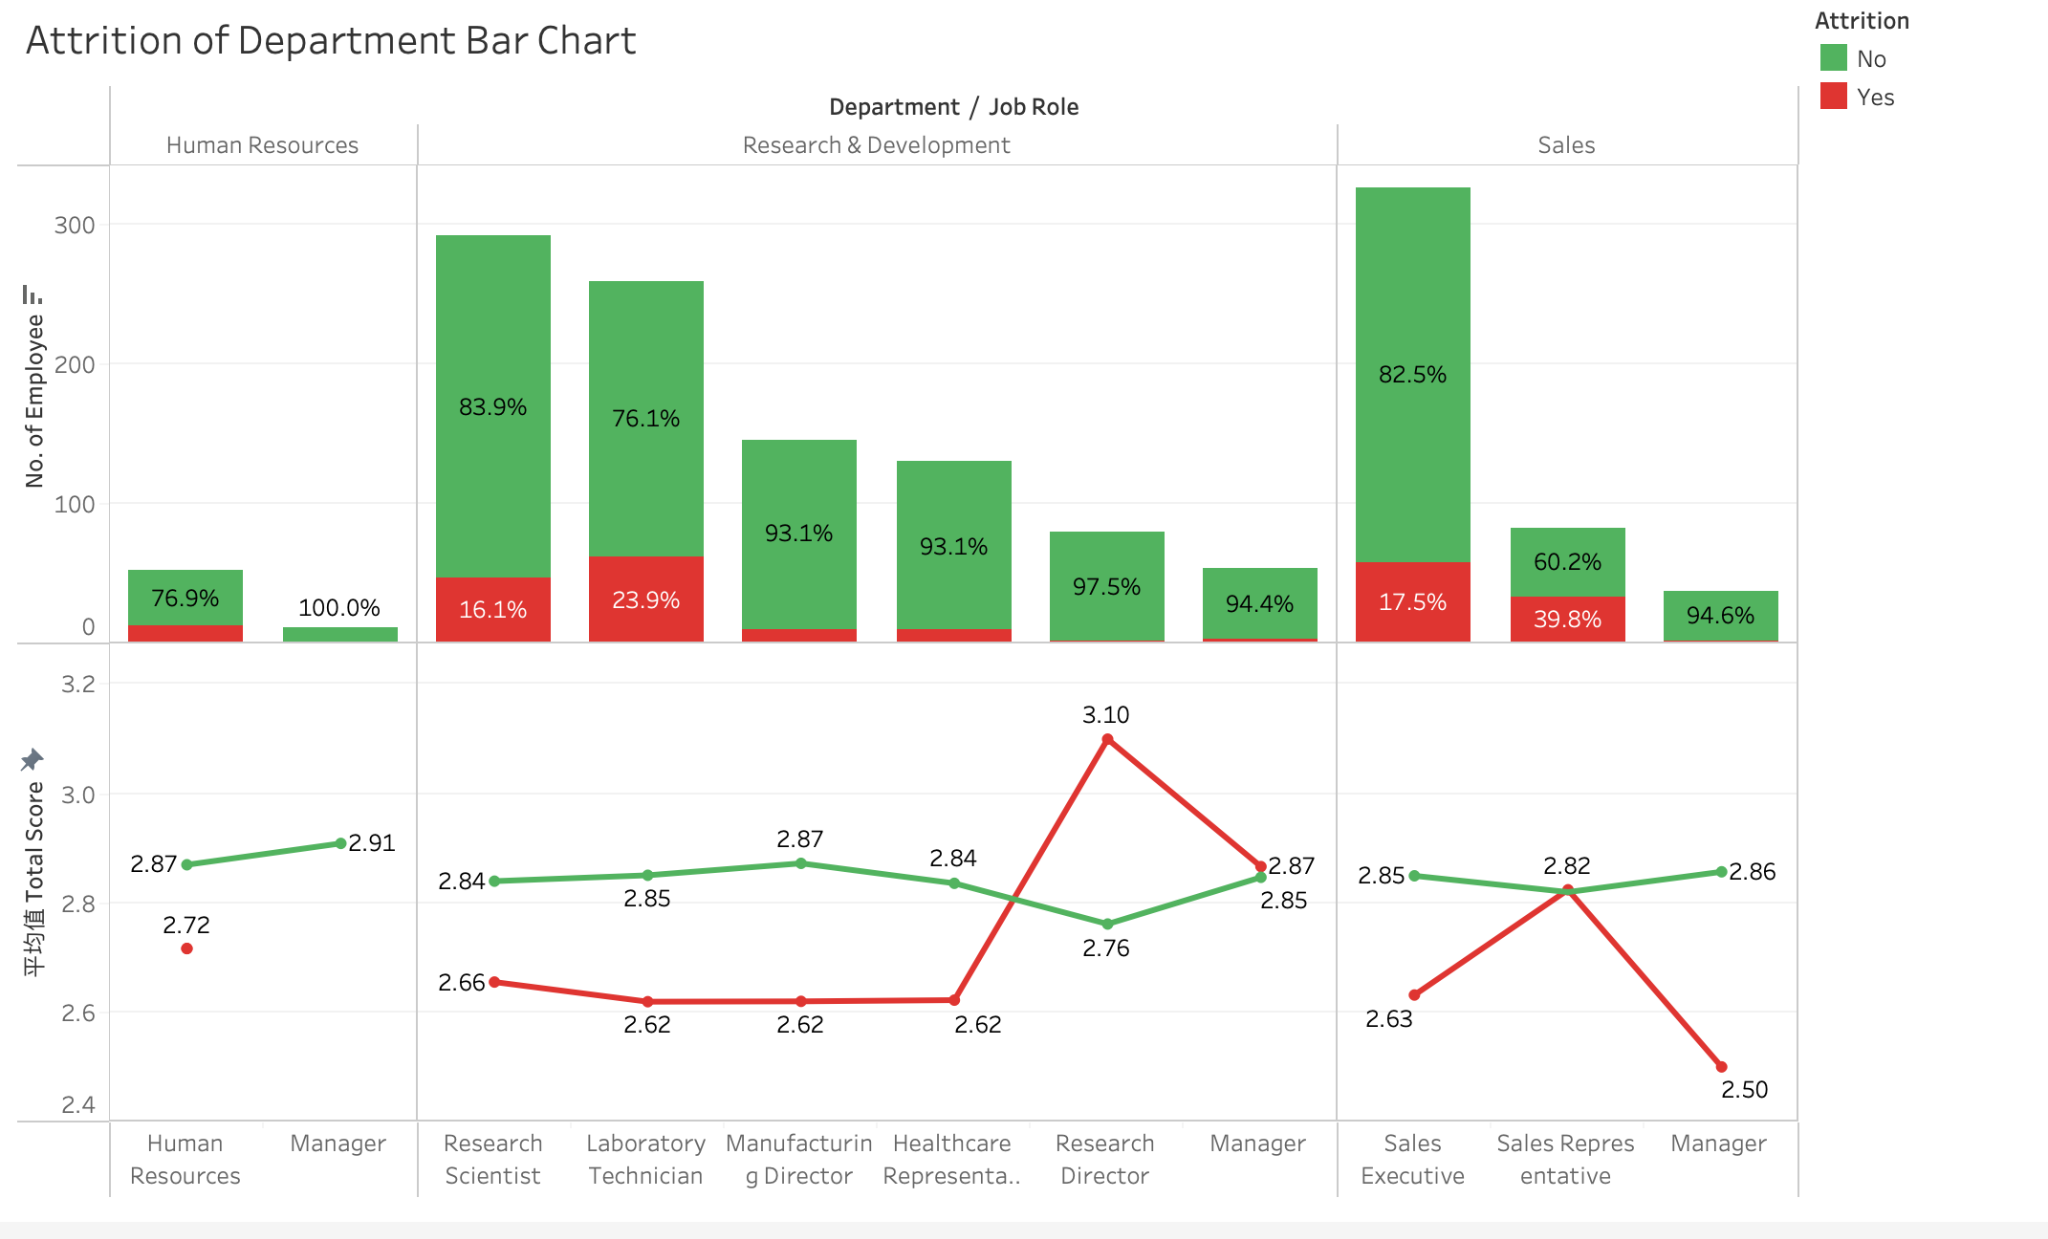 Attrition of Department Bar Chart
Attrition
No
Yes
Department / Job Role
Human Resources
Research & Development
Sales
No. of Employee
300
200
100
0
76.9%
100.0%
83.9%
16.1%
76.1%
23.9%
93.1%
93.1%
97.5%
94.4%
82.5%
17.5%
60.2%
39.8%
94.6%
平均值 Total Score
3.2
3.0
2.8
2.6
2.4
2.87
2.91
2.72
2.84
2.85
2.87
2.84
2.76
2.85
2.66
2.62
2.62
2.62
3.10
2.87
2.85
2.82
2.86
2.63
2.50
Human
Resources
Manager
Research
Scientist
Laboratory
Technician
Manufacturin
g Director
Healthcare
Representa..
Research
Director
Manager
Sales
Executive
Sales Repres
entative
Manager